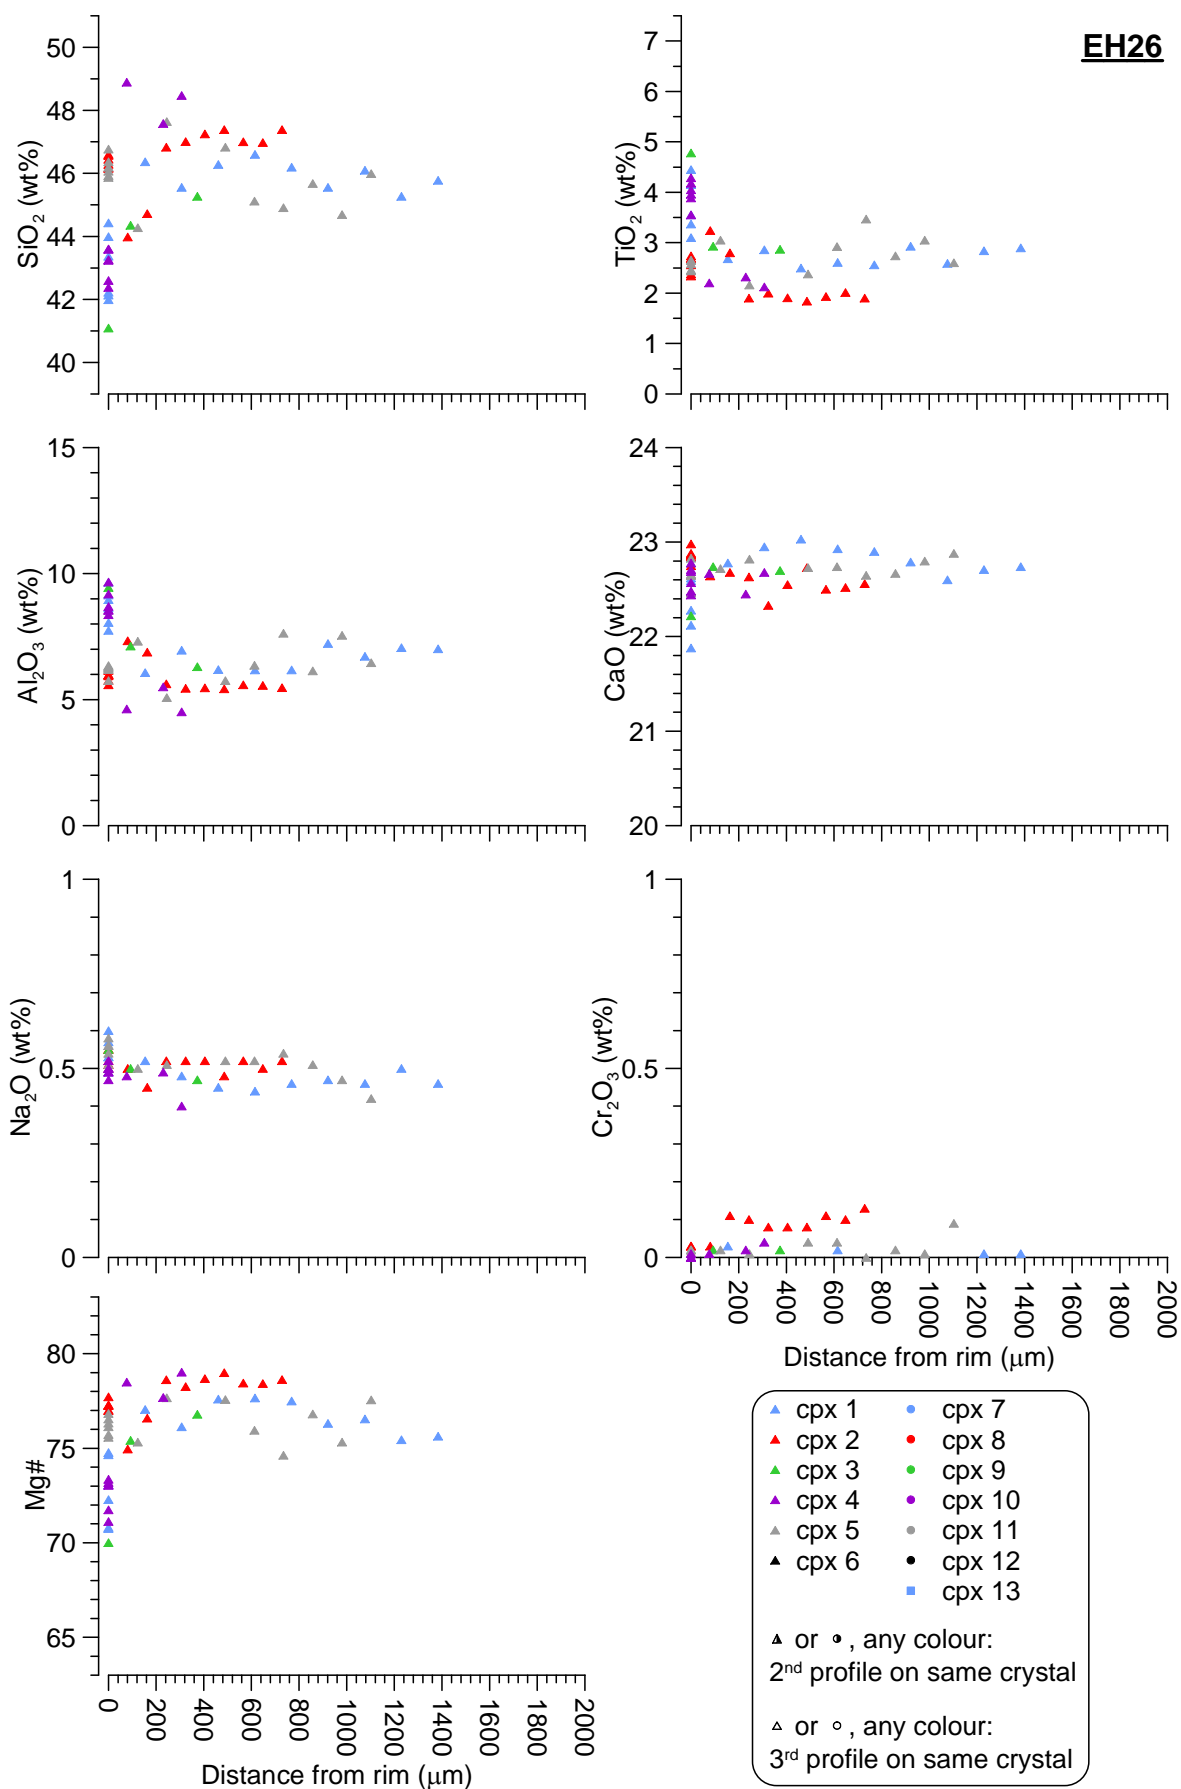 EH26
50
48
46
44
42
40
SiO₂ (wt%)
7
6
5
4
3
2
1
0
TiO₂ (wt%)
15
10
5
0
Al₂O₃ (wt%)
24
23
22
21
20
CaO (wt%)
1
0.5
0
Na₂O (wt%)
1
0.5
0
Cr₂O₃ (wt%)
0 200 400 600 800 1000 1200 1400 1600 1800 2000
Distance from rim (μm)
80
75
70
65
Mg#
0 200 400 600 800 1000 1200 1400 1600 1800 2000
Distance from rim (μm)
cpx 1 cpx 7
cpx 2 cpx 8
cpx 3 cpx 9
cpx 4 cpx 10
cpx 5 cpx 11
cpx 6 cpx 12
cpx 13
or , any colour:
2nd profile on same crystal
or , any colour:
3rd profile on same crystal